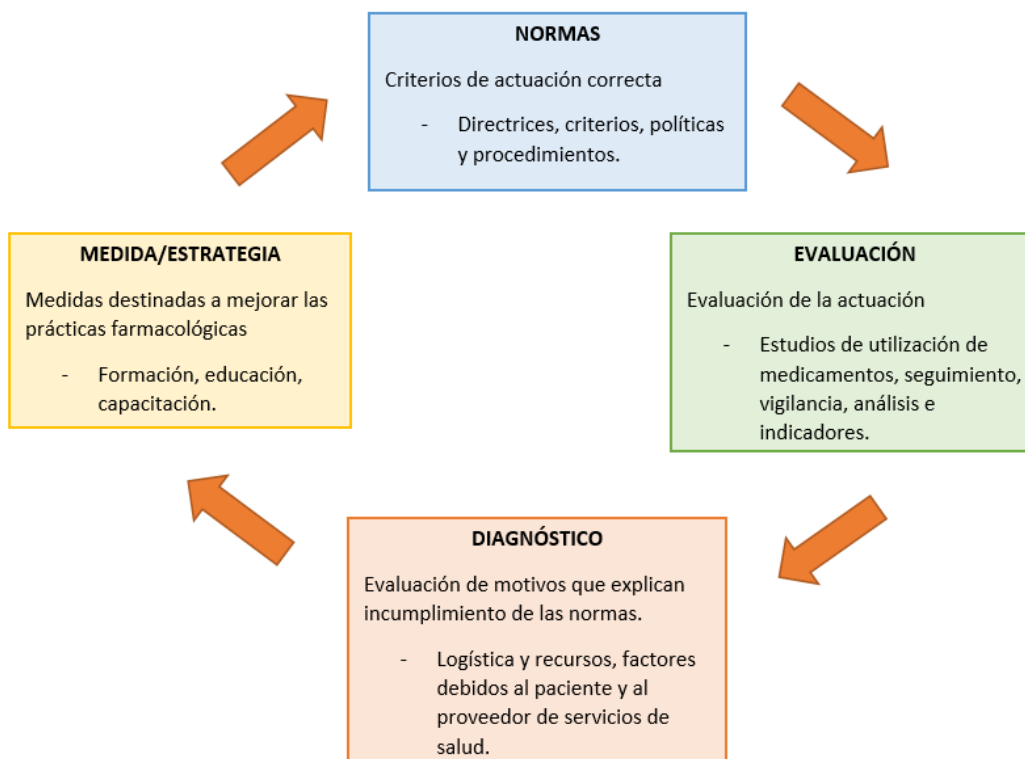 NORMAS
Criterios de actuación correcta
- Directrices, criterios, políticas
y procedimientos.
MEDIDA/ESTRATEGIA
Medidas destinadas a mejorar las
prácticas farmacológicas
- Formación, educación,
capacitación.
EVALUACIÓN
Evaluación de la actuación
- Estudios de utilización de
medicamentos, seguimiento,
vigilancia, análisis e
indicadores.
DIAGNÓSTICO
Evaluación de motivos que explican
incumplimiento de las normas.
- Logística y recursos, factores
debidos al paciente y al
proveedor de servicios de
salud.